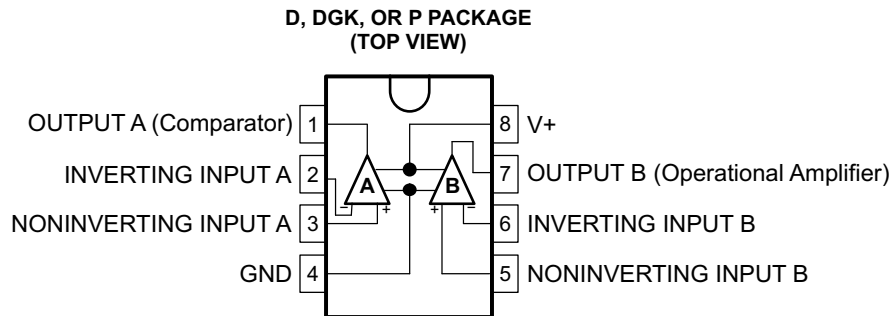 D, DGK, OR P PACKAGE
(TOP VIEW)
OUTPUT A (Comparator) 1
INVERTING INPUT A 2
NONINVERTING INPUT A 3
GND 4
A
− +
B
+ −
8 V+
7 OUTPUT B (Operational Amplifier)
6 INVERTING INPUT B
5 NONINVERTING INPUT B